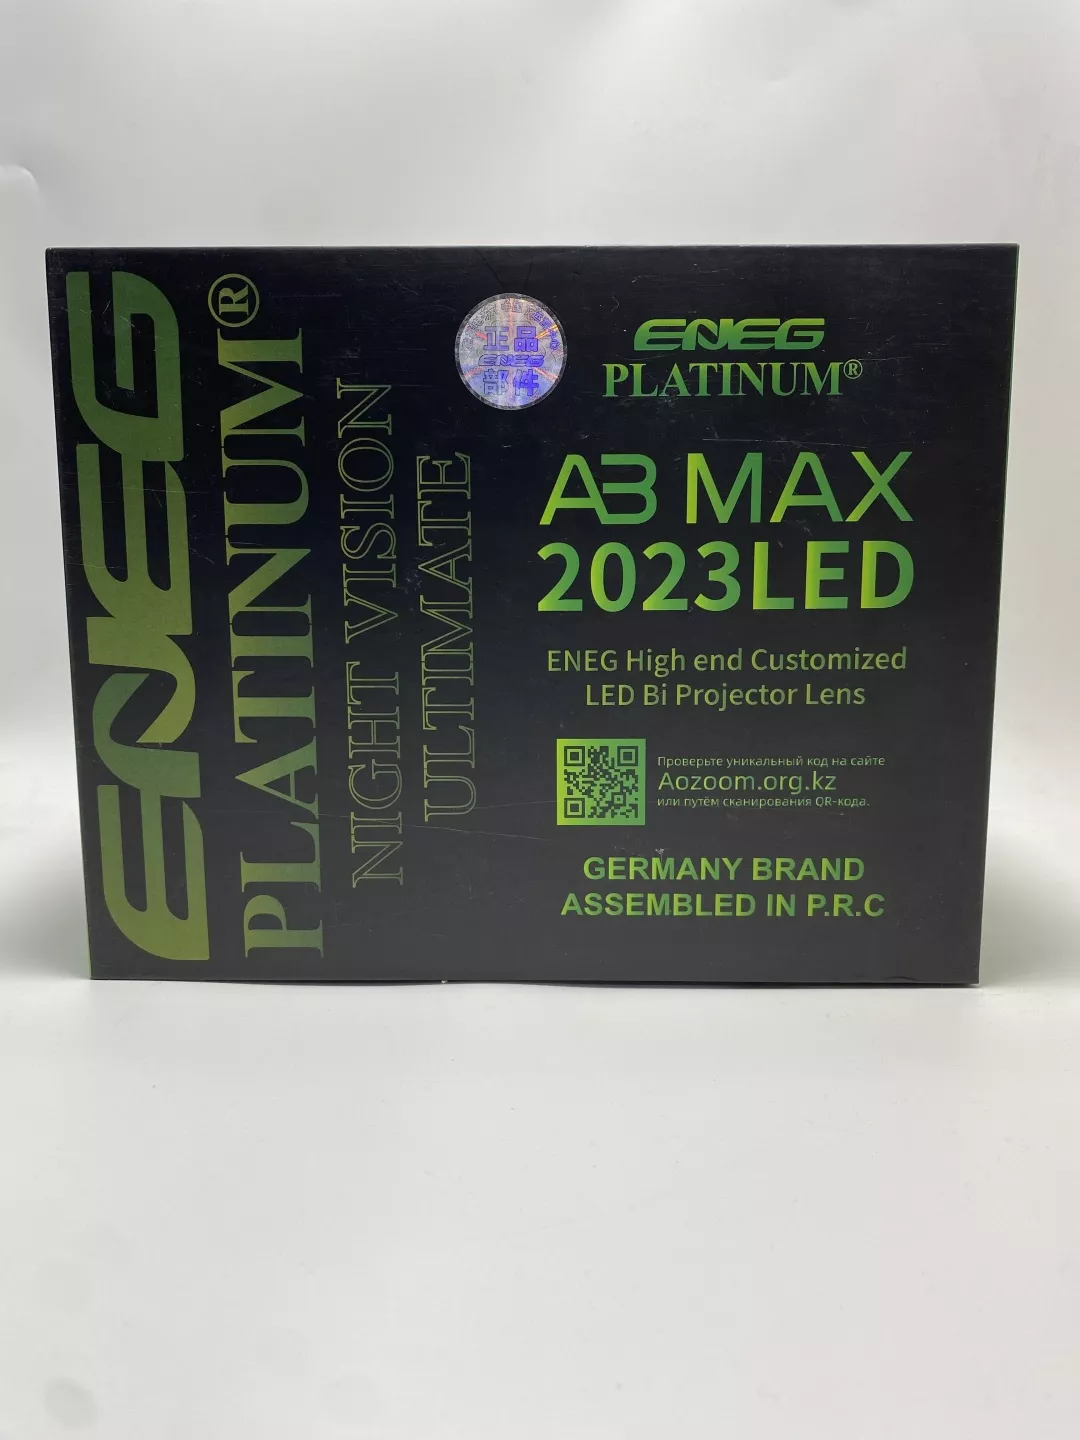 ENEG
PLATINUM®
NIGHT VISION
ULTIMATE
正品
ENEG
部件
ENEG
PLATINUM®
A3 MAX
2023LED
ENEG High end Customized
LED Bi Projector Lens
Проверьте уникальный код на сайте
Aozoom.org.kz
или путём сканирования QR-кода.
GERMANY BRAND
ASSEMBLED IN P.R.C